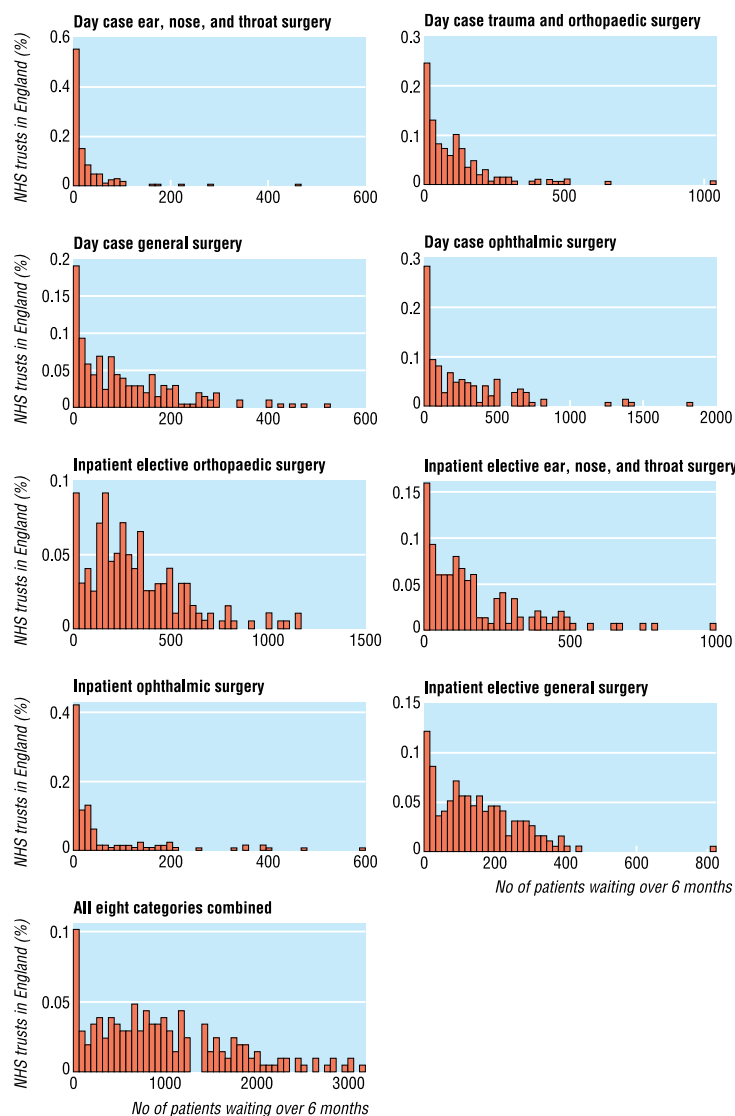 Day case ear, nose, and throat surgery
NHS trusts in England (%)
0.6
0.4
0.2
0
0 200 400 600
Day case trauma and orthopaedic surgery
0.3
0.2
0.1
0
0 500 1000
Day case general surgery
NHS trusts in England (%)
0.2
0.15
0.1
0.05
0
0 200 400 600
Day case ophthalmic surgery
0.3
0.2
0.1
0
0 500 1000 1500 2000
Inpatient elective orthopaedic surgery
NHS trusts in England (%)
0.1
0.05
0
0 500 1000 1500
Inpatient elective ear, nose, and throat surgery
0.15
0.10
0.05
0
0 500 1000
Inpatient ophthalmic surgery
NHS trusts in England (%)
0.4
0.2
0
0 200 400 600
Inpatient elective general surgery
0.15
0.1
0.05
0
0 200 400 600 800
No of patients waiting over 6 months
All eight categories combined
NHS trusts in England (%)
0.1
0.05
0
0 1000 2000 3000
No of patients waiting over 6 months